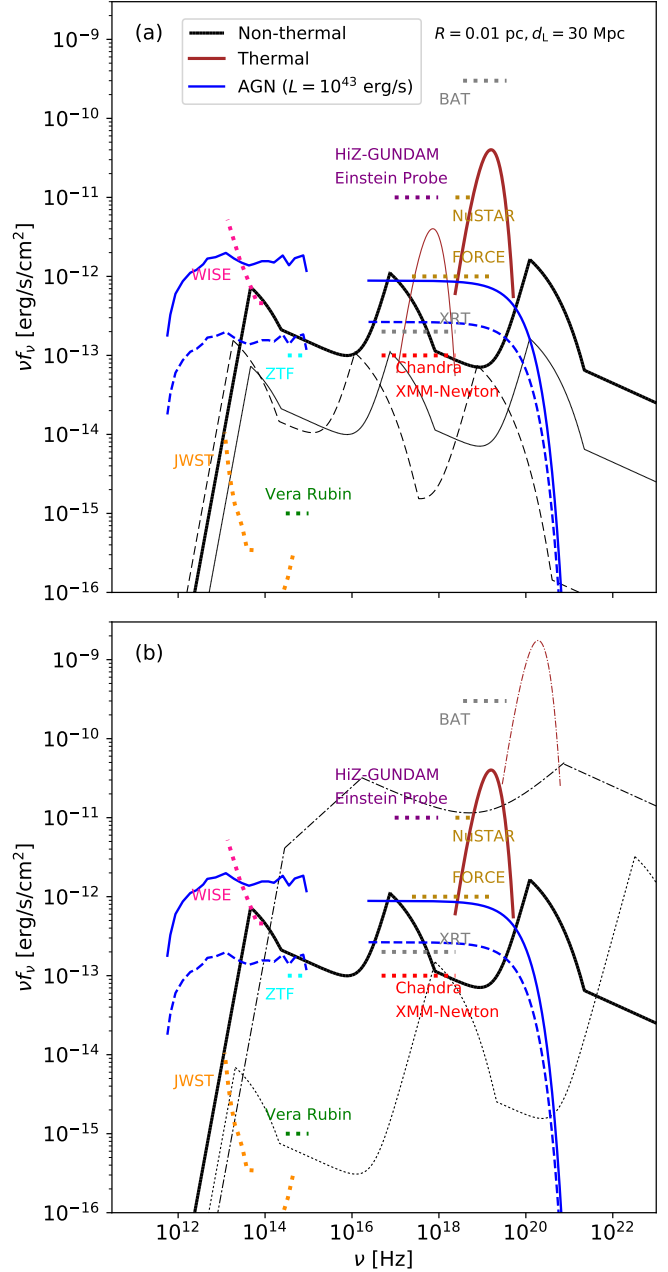 (a)
Non-thermal
Thermal
AGN (L = 10^43 erg/s)
R = 0.01 pc, d_L = 30 Mpc
BAT
HiZ-GUNDAM
Einstein Probe
NuSTAR
FORCE
WISE
XRT
ZTF
Chandra
XMM-Newton
JWST
Vera Rubin
10^−9
10^−10
10^−11
10^−12
10^−13
10^−14
10^−15
10^−16
νf_ν [erg/s/cm^2]
(b)
BAT
HiZ-GUNDAM
Einstein Probe
NuSTAR
FORCE
WISE
XRT
ZTF
Chandra
XMM-Newton
JWST
Vera Rubin
10^−9
10^−10
10^−11
10^−12
10^−13
10^−14
10^−15
10^−16
νf_ν [erg/s/cm^2]
10^12 10^14 10^16 10^18 10^20 10^22
ν [Hz]